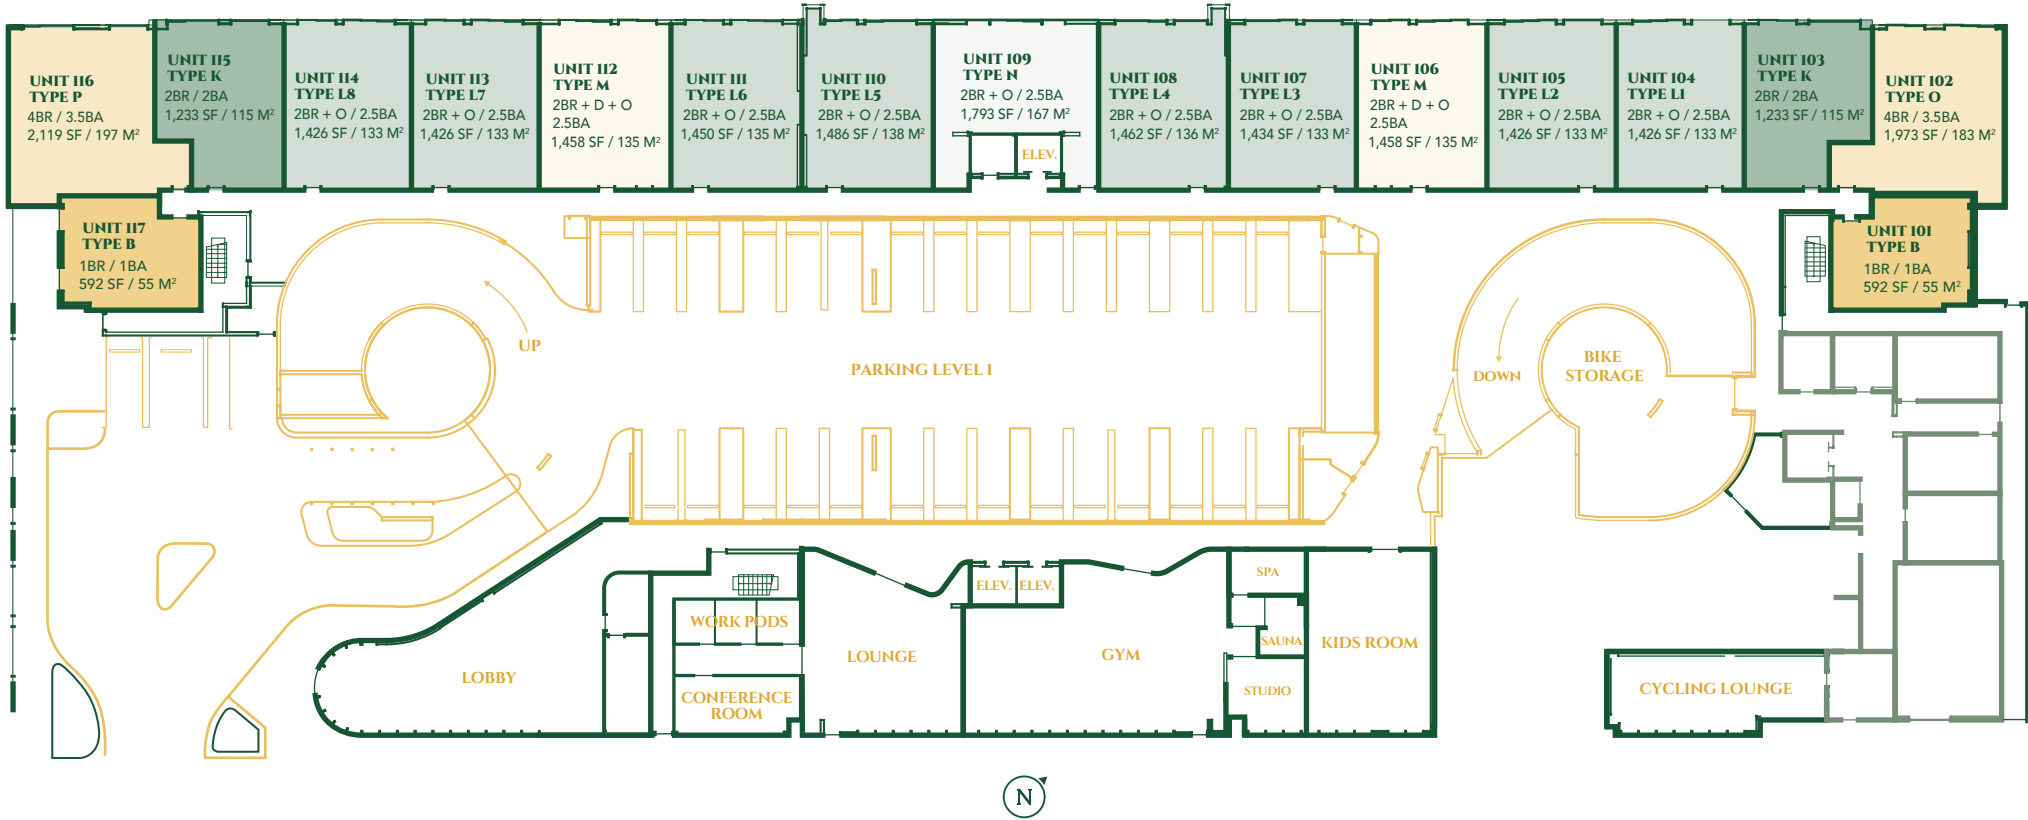 UNIT 116
TYPE P
4BR / 3.5BA
2,119 SF / 197 M²
UNIT 115
TYPE K
2BR / 2BA
1,233 SF / 115 M²
UNIT 114
TYPE L8
2BR + O / 2.5BA
1,426 SF / 133 M²
UNIT 113
TYPE L7
2BR + O / 2.5BA
1,426 SF / 133 M²
UNIT 112
TYPE M
2BR + D + O
2.5BA
1,458 SF / 135 M²
UNIT 111
TYPE L6
2BR + O / 2.5BA
1,450 SF / 135 M²
UNIT 110
TYPE L5
2BR + O / 2.5BA
1,486 SF / 138 M²
UNIT 109
TYPE N
2BR + O / 2.5BA
1,793 SF / 167 M²
ELEV.
UNIT 108
TYPE L4
2BR + O / 2.5BA
1,462 SF / 136 M²
UNIT 107
TYPE L3
2BR + O / 2.5BA
1,434 SF / 133 M²
UNIT 106
TYPE M
2BR + D + O
2.5BA
1,458 SF / 135 M²
UNIT 105
TYPE L2
2BR + O / 2.5BA
1,426 SF / 133 M²
UNIT 104
TYPE L1
2BR + O / 2.5BA
1,426 SF / 133 M²
UNIT 103
TYPE K
2BR / 2BA
1,233 SF / 115 M²
UNIT 102
TYPE O
4BR / 3.5BA
1,973 SF / 183 M²
UNIT 117
TYPE B
1BR / 1BA
592 SF / 55 M²
UNIT 101
TYPE B
1BR / 1BA
592 SF / 55 M²
UP
PARKING LEVEL 1
DOWN
BIKE
STORAGE
LOBBY
WORK PODS
CONFERENCE
ROOM
LOUNGE
ELEV.
ELEV.
GYM
SPA
SAUNA
STUDIO
KIDS ROOM
CYCLING LOUNGE
N